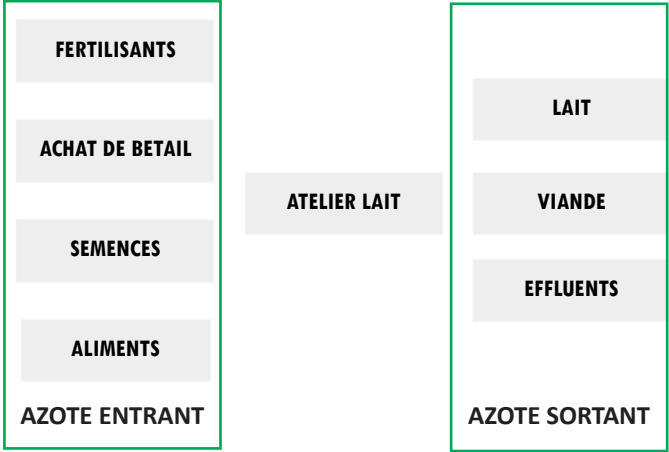 FERTILISANTS
ACHAT DE BETAIL
SEMENCES
ALIMENTS
AZOTE ENTRANT
ATELIER LAIT
LAIT
VIANDE
EFFLUENTS
AZOTE SORTANT